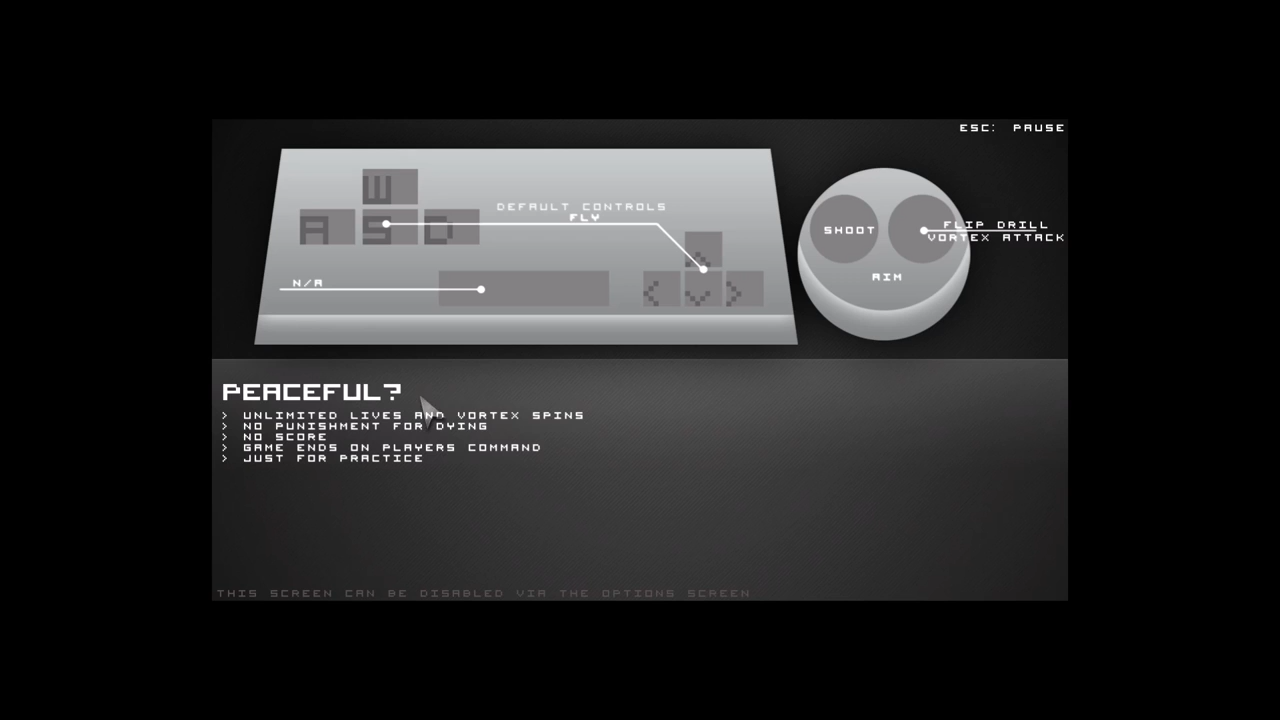 ESC: PAUSE
W
A S D
DEFAULT CONTROLS
FLY
N/A
^
< v >
SHOOT
FLIP DRILL
VORTEX ATTACK
AIM
PEACEFUL?
> UNLIMITED LIVES AND VORTEX SPINS
> NO PUNISHMENT FOR DYING
> NO SCORE
> GAME ENDS ON PLAYERS COMMAND
> JUST FOR PRACTICE
THIS SCREEN CAN BE DISABLED VIA THE OPTIONS SCREEN